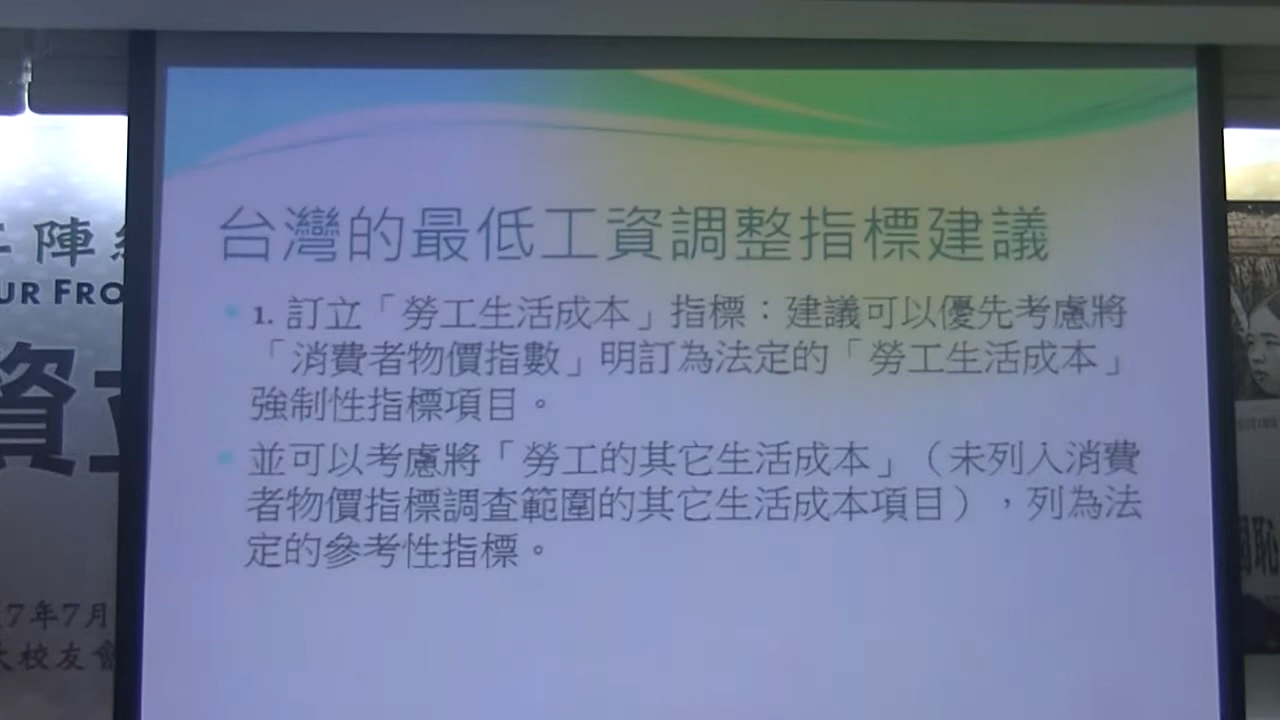 台灣的最低工資調整指標建議
1. 訂立「勞工生活成本」指標：建議可以優先考慮將
「消費者物價指數」明訂為法定的「勞工生活成本」
強制性指標項目。
並可以考慮將「勞工的其它生活成本」（未列入消費
者物價指標調查範圍的其它生活成本項目），列為法
定的參考性指標。
陣
UR FRO
資
7年7月
校友會
恥